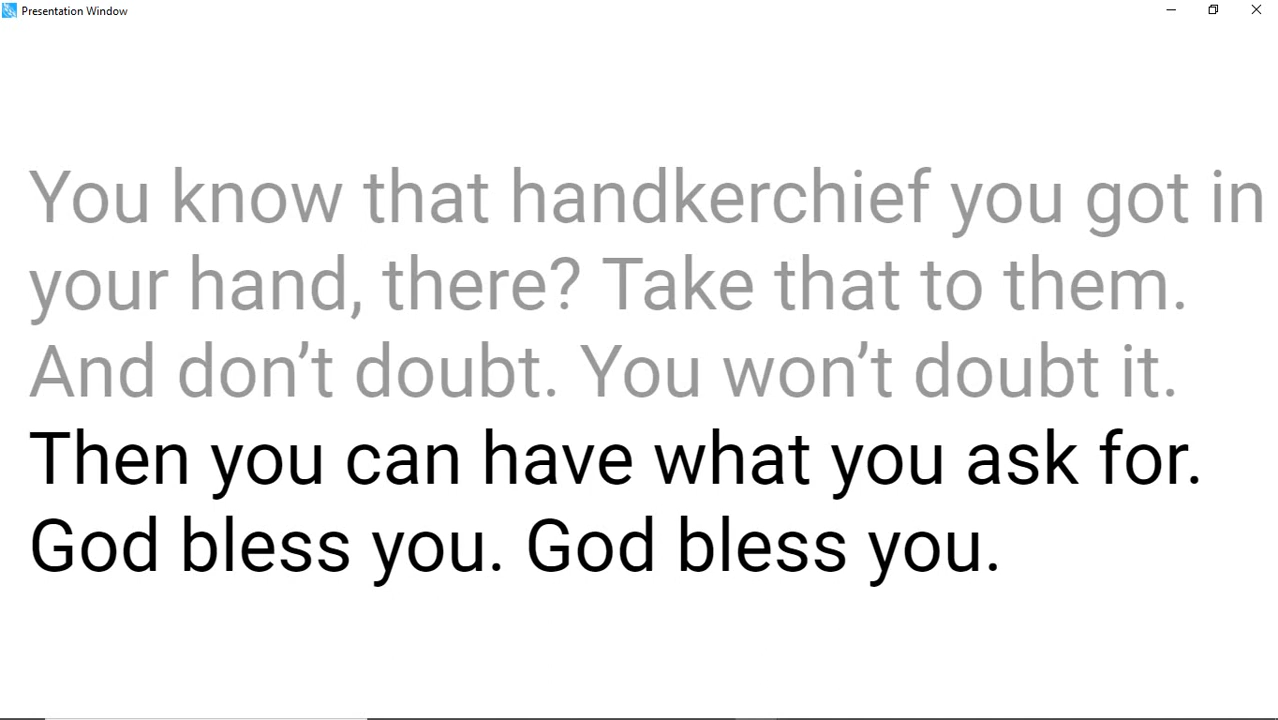 Presentation Window
You know that handkerchief you got in
your hand, there? Take that to them.
And don’t doubt. You won’t doubt it.
Then you can have what you ask for.
God bless you. God bless you.